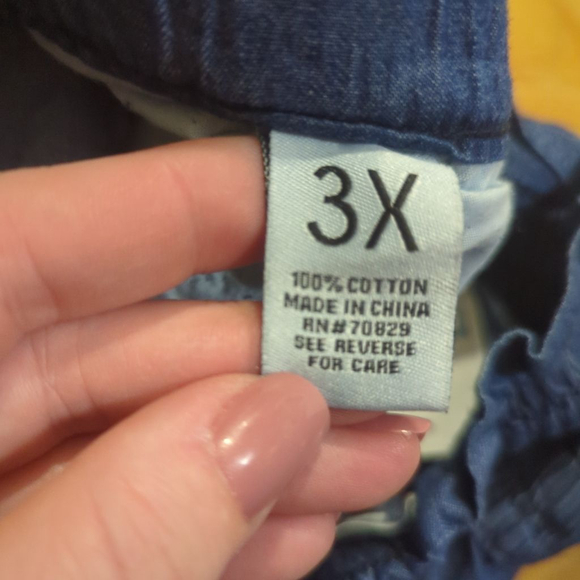 3X
100% COTTON
MADE IN CHINA
RN#70829
SEE REVERSE
FOR CARE